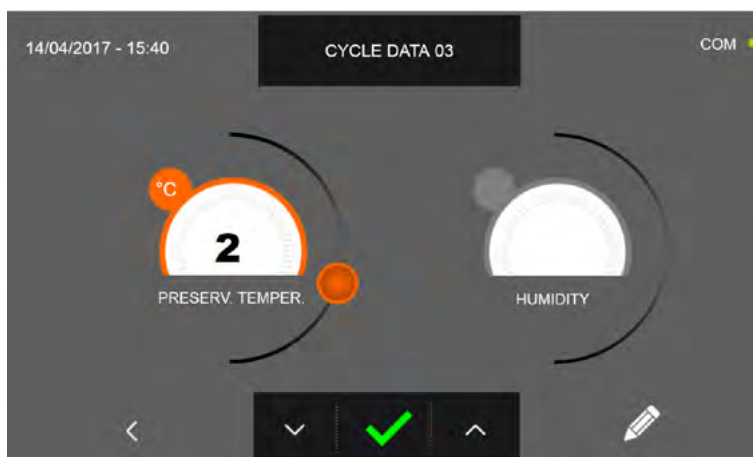 14/04/2017 - 15:40
CYCLE DATA 03
COM
°C
2
PRESERV. TEMPER.
HUMIDITY